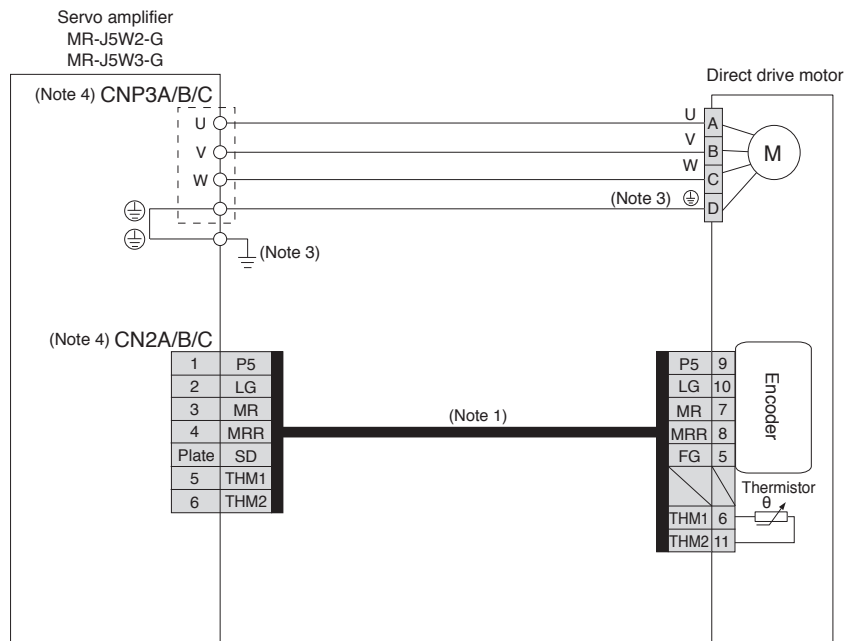 Servo amplifier
MR-J5W2-G
MR-J5W3-G
Direct drive motor
(Note 4) CNP3A/B/C
U U A
V V B
W W C
M
(Note 3) D
(Note 3)
(Note 4) CN2A/B/C
1 P5
2 LG
3 MR
4 MRR
Plate SD
5 THM1
6 THM2
(Note 1)
P5 9
LG 10
MR 7
MRR 8
FG 5
THM1 6
THM2 11
Encoder
Thermistor
θ